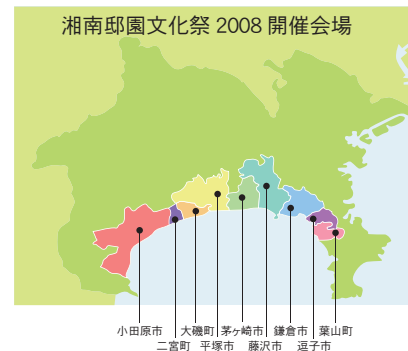 湘南邸園文化祭 2008 開催会場
小田原市
二宮町
大磯町
平塚市
茅ヶ崎市
藤沢市
鎌倉市
逗子市
葉山町